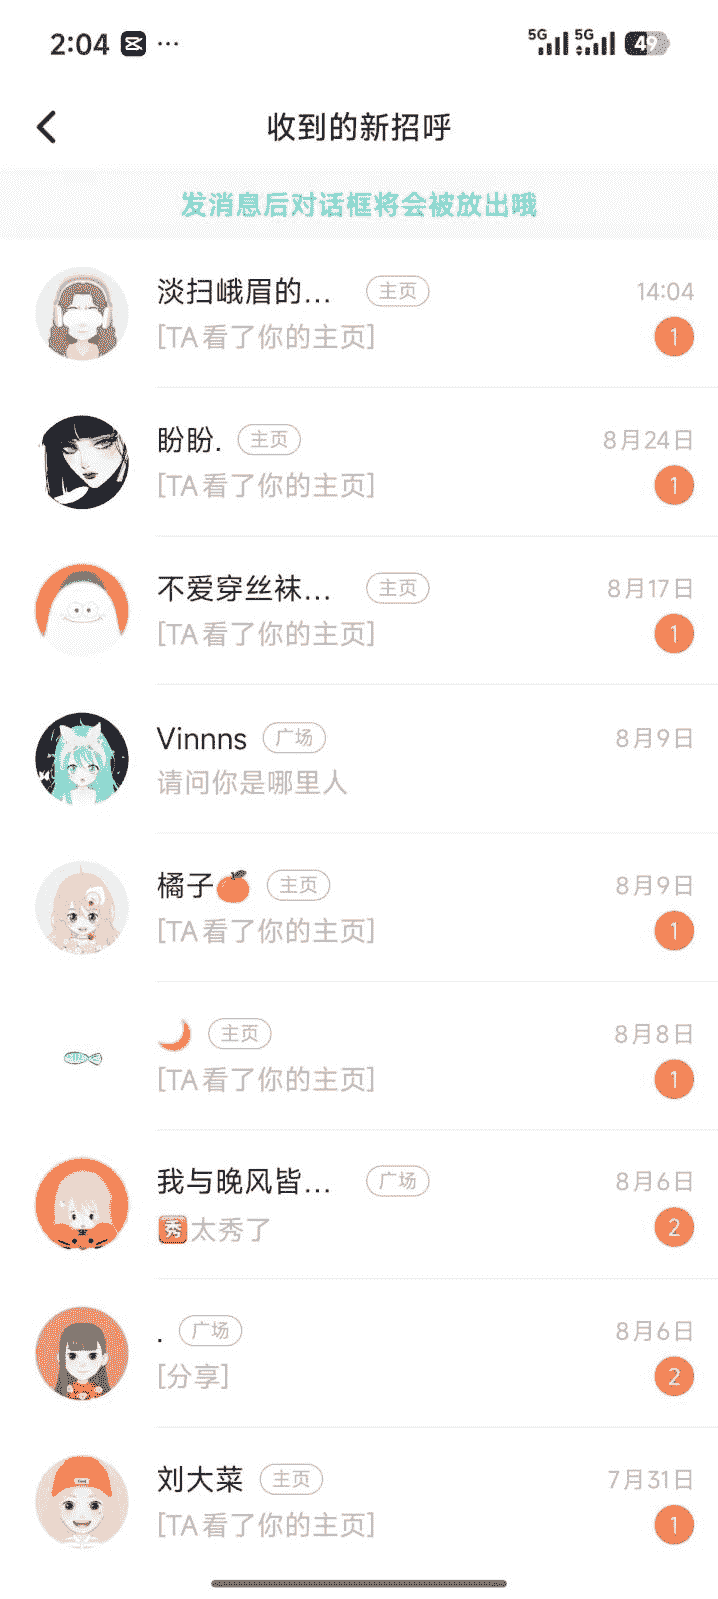 2:04 ... 5G 5G 49
收到的新招呼
发消息后对话框将会被放出哦
淡扫峨眉的... 主页 14:04
[TA看了你的主页] 1
盼盼. 主页 8月24日
[TA看了你的主页] 1
不爱穿丝袜... 主页 8月17日
[TA看了你的主页] 1
Vinnns 广场 8月9日
请问你是哪里人
橘子🍊 主页 8月9日
[TA看了你的主页] 1
🌙 主页 8月8日
[TA看了你的主页] 1
我与晚风皆... 广场 8月6日
秀太秀了 2
. 广场 8月6日
[分享] 2
刘大菜 主页 7月31日
[TA看了你的主页] 1